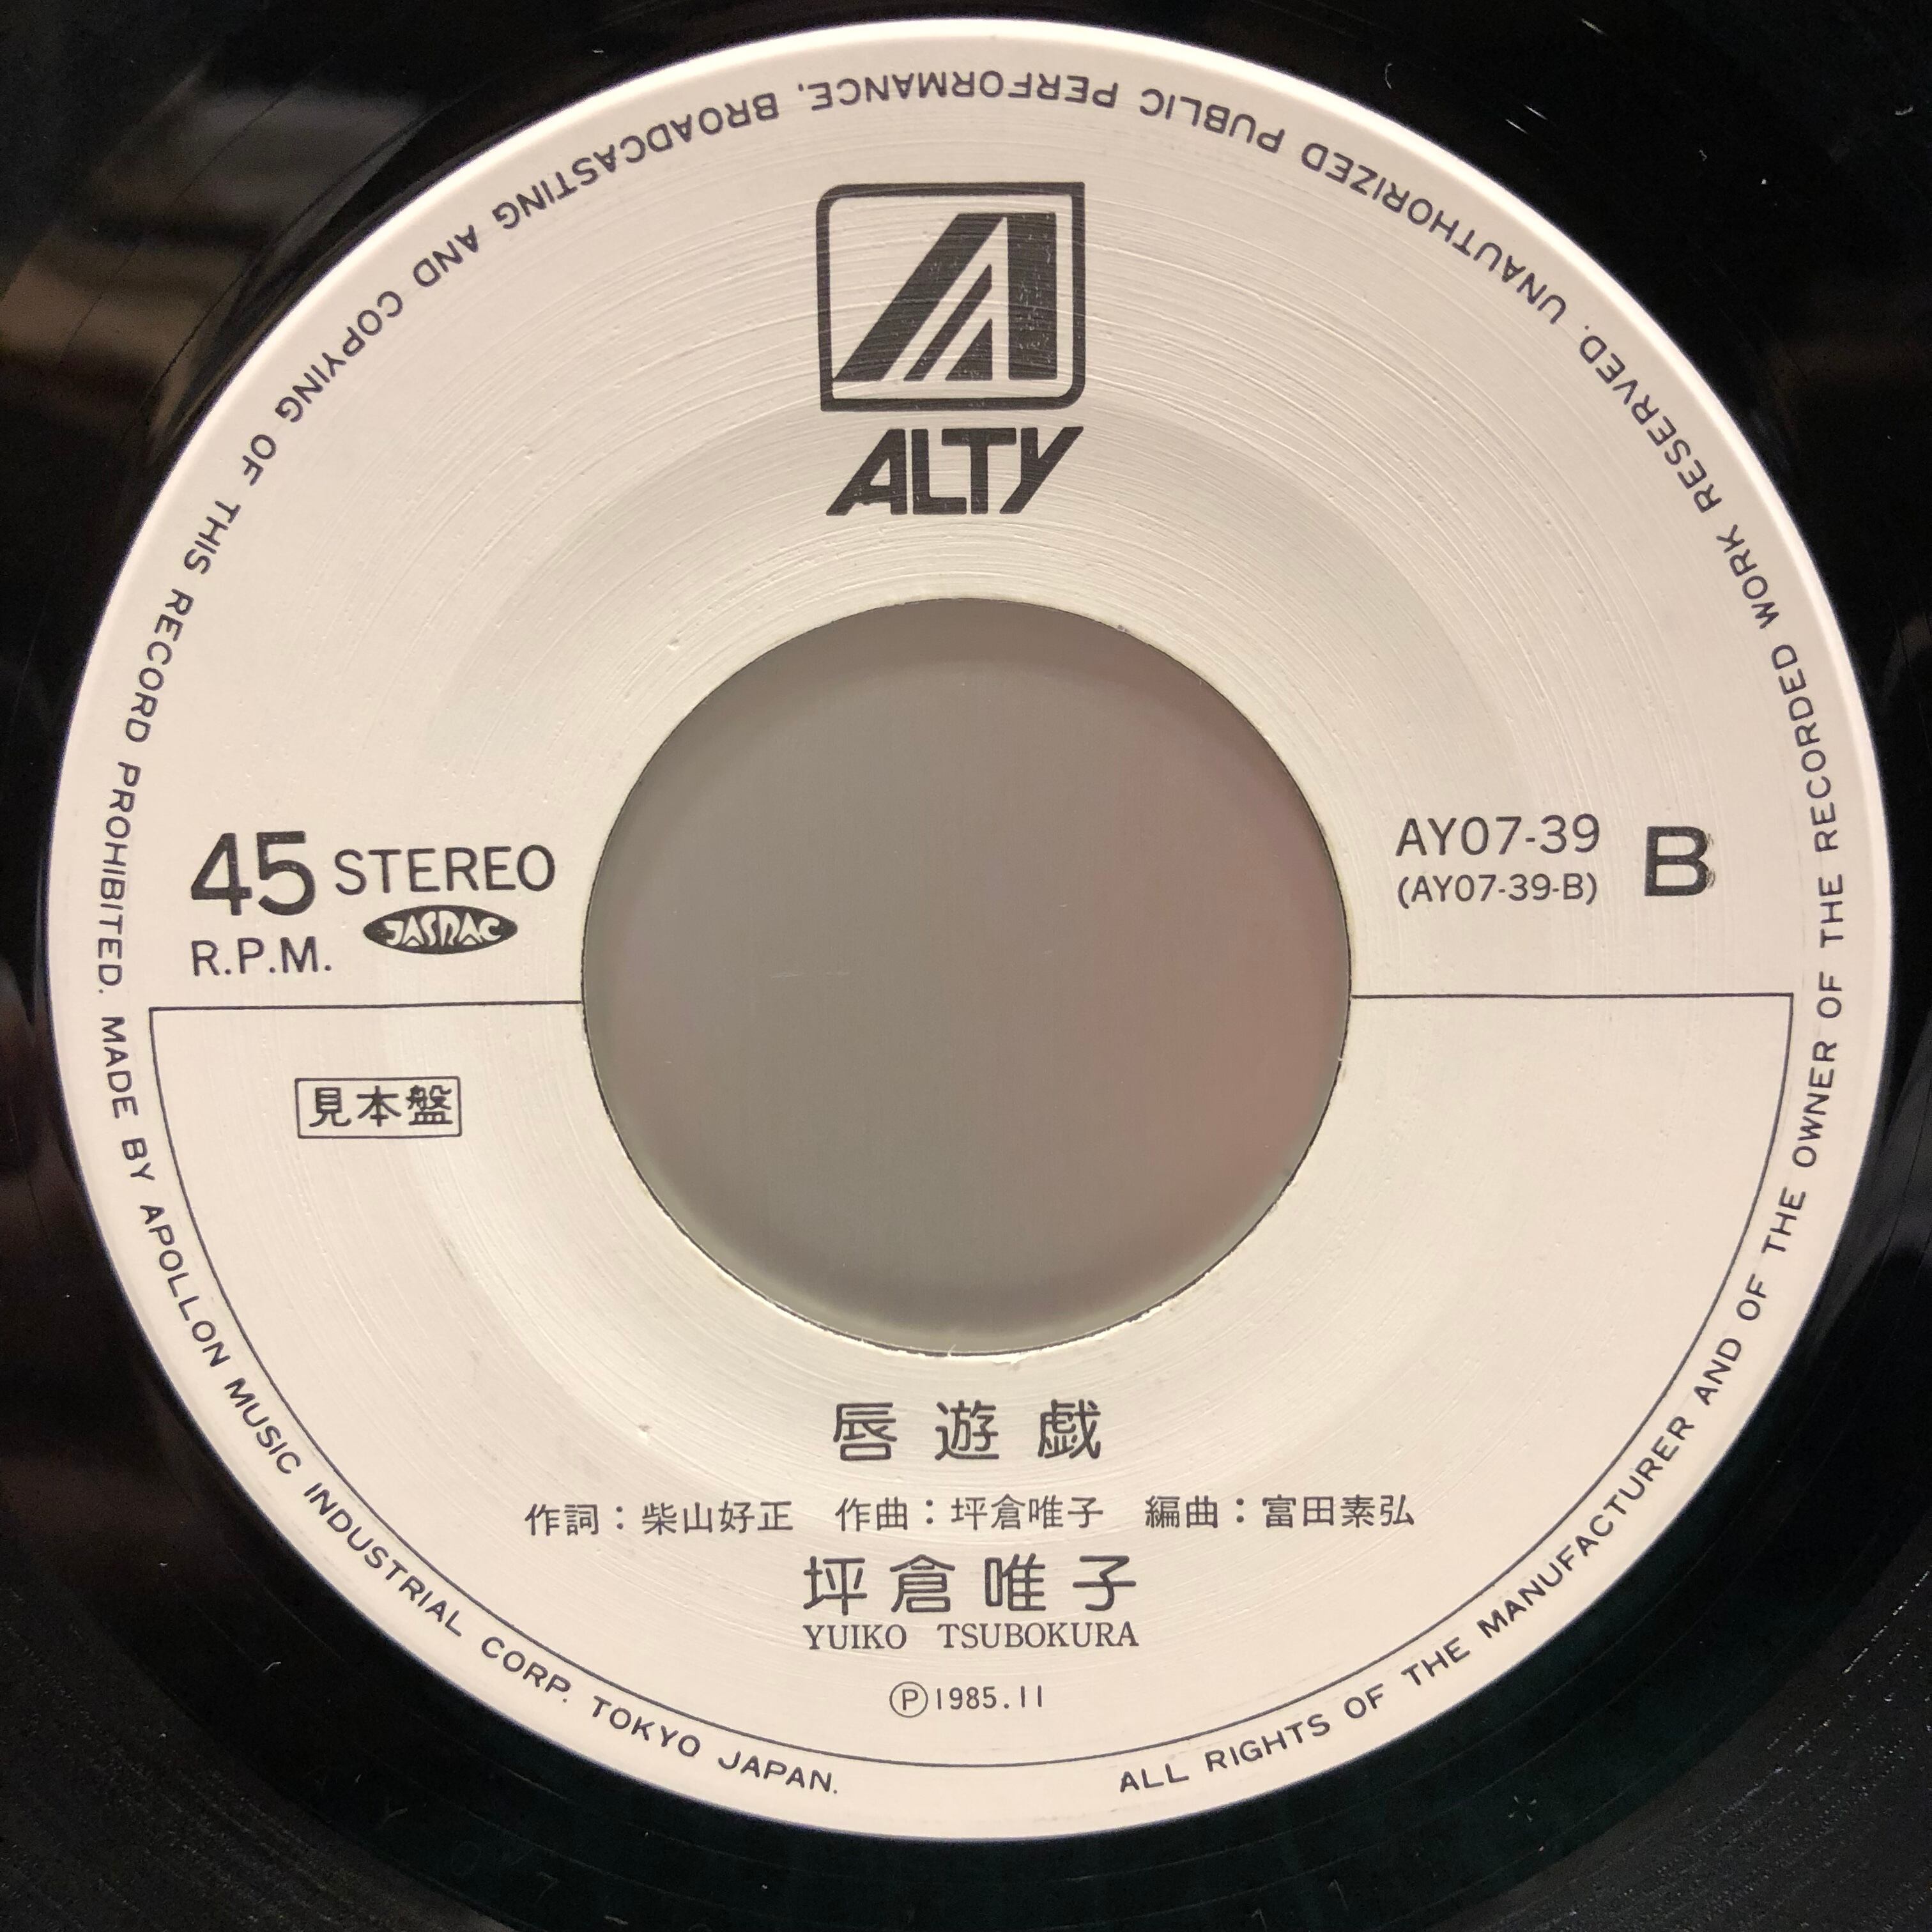 ALTY
45 STEREO
R.P.M.
JASRAC
AY07-39
(AY07-39-B)
B
見本盤
唇遊戯
作詞：柴山好正　作曲：坪倉唯子　編曲：富田素弘
坪倉唯子
YUIKO TSUBOKURA
Ⓟ1985.11
ALL RIGHTS OF THE MANUFACTURER AND OF THE OWNER OF THE RECORDED WORK RESERVED. UNAUTHORIZED PUBLIC PERFORMANCE, BROADCASTING AND COPYING OF THIS RECORD PROHIBITED. MADE BY APOLLON MUSIC INDUSTRIAL CORP. TOKYO JAPAN.